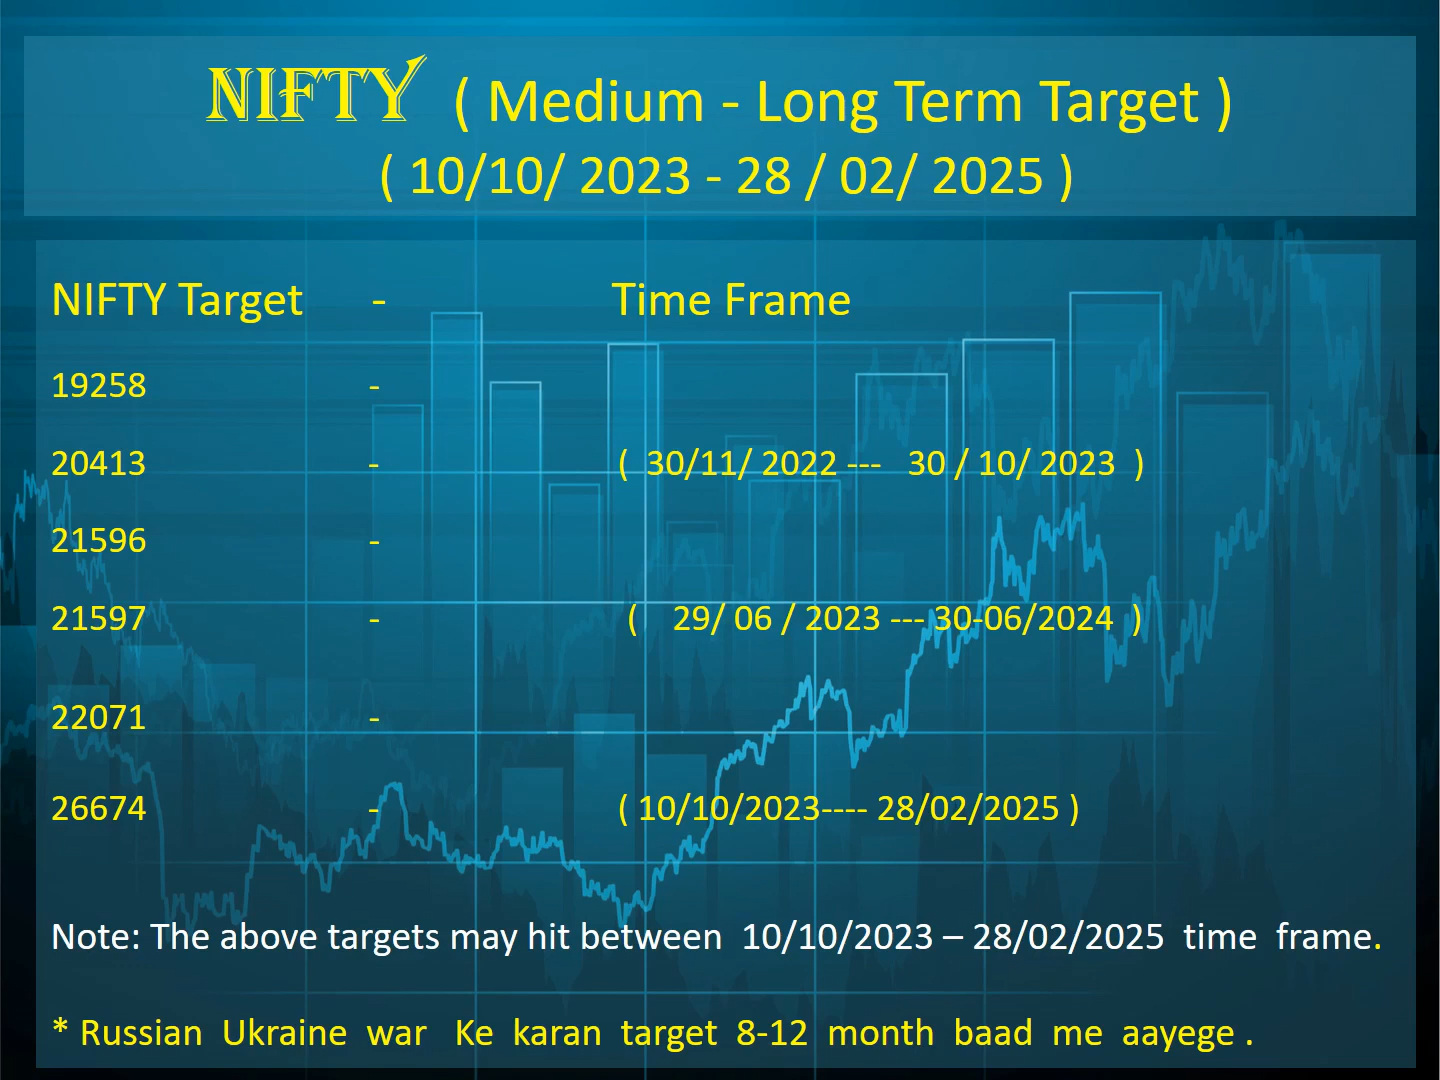 NIFTY ( Medium - Long Term Target )
( 10/10/ 2023 - 28 / 02/ 2025 )
NIFTY Target - Time Frame
19258 -
20413 - ( 30/11/ 2022 --- 30 / 10/ 2023 )
21596 -
21597 - ( 29/ 06 / 2023 --- 30-06/2024 )
22071 -
26674 - ( 10/10/2023---- 28/02/2025 )
Note: The above targets may hit between 10/10/2023 – 28/02/2025 time frame.
* Russian Ukraine war Ke karan target 8-12 month baad me aayege .